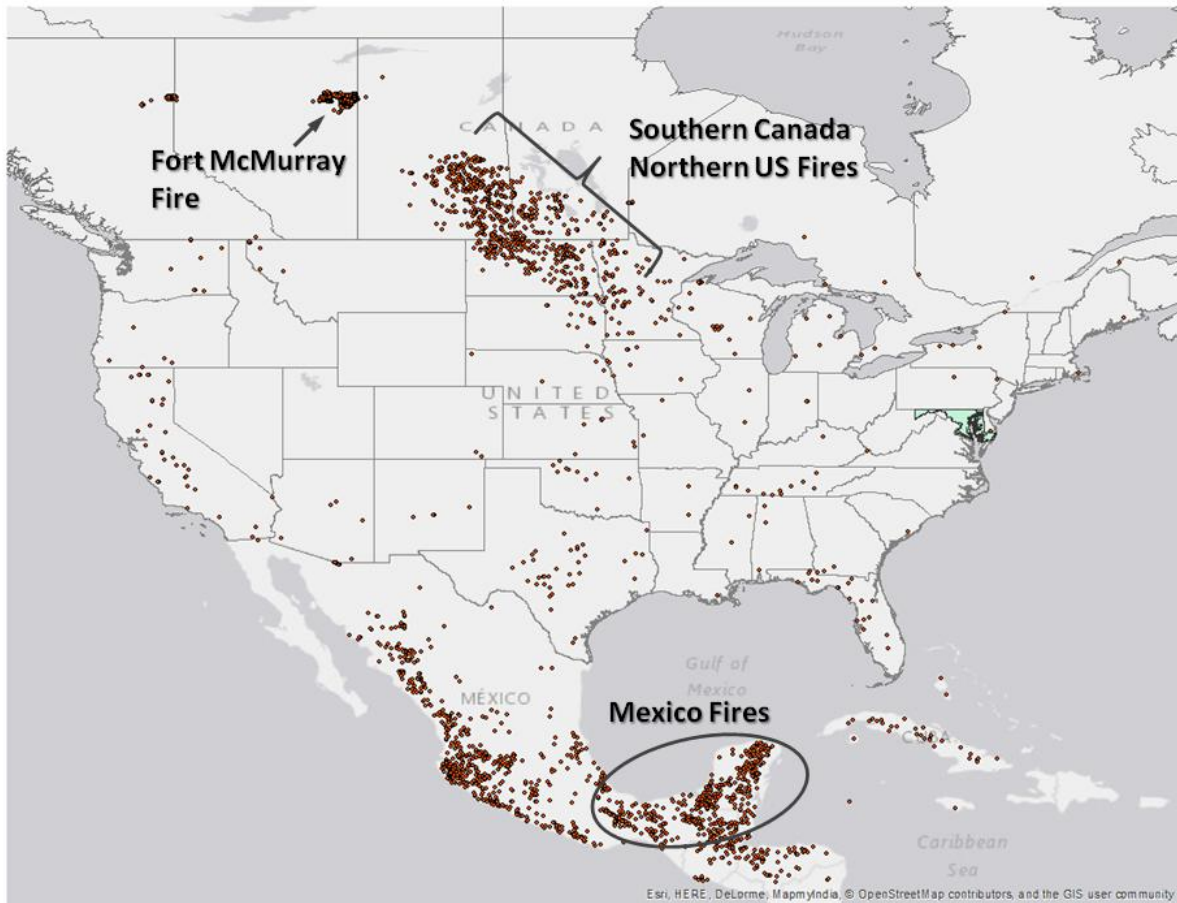 Hudson
Bay
CANADA
Fort McMurray
Fire
Southern Canada
Northern US Fires
UNITED
STATES
Gulf of
Mexico
MÉXICO
Mexico Fires
CUBA
Caribbean
Sea
Esri, HERE, DeLorme, MapmyIndia, © OpenStreetMap contributors, and the GIS user community